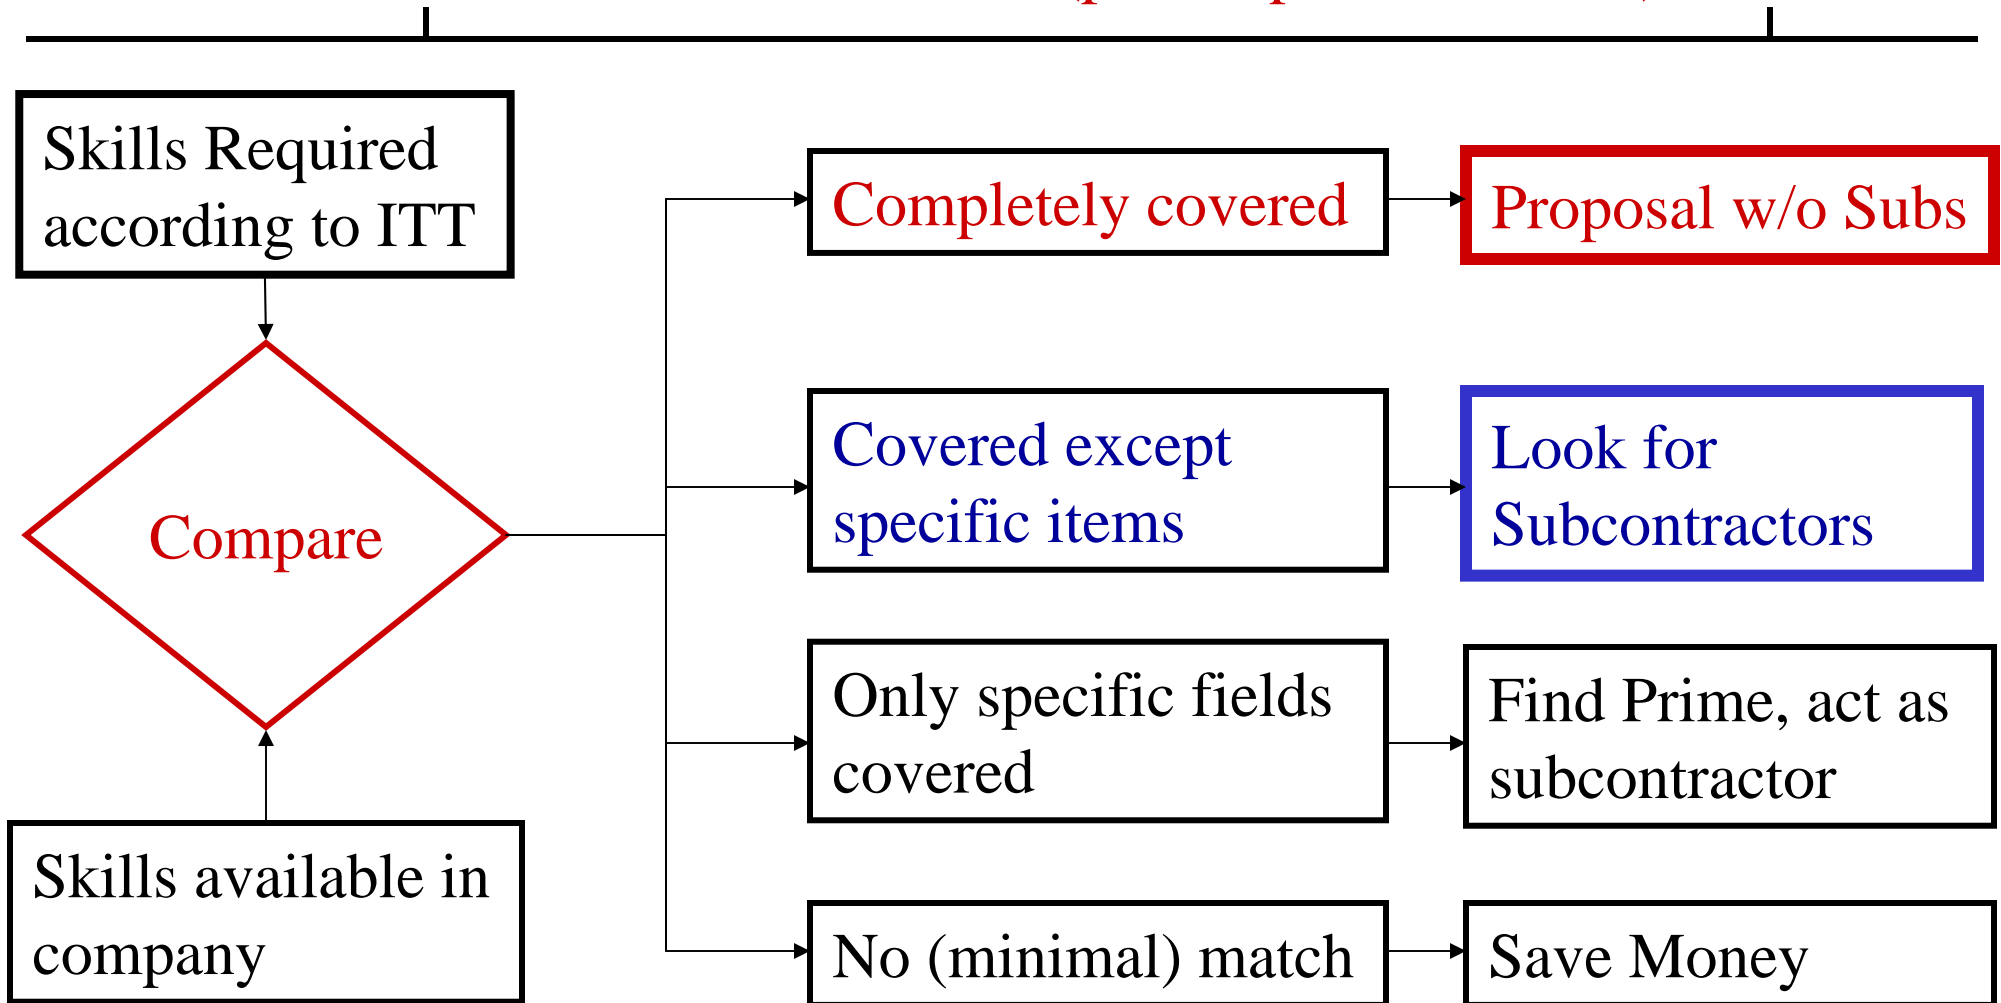 Skills Required
according to ITT
Completely covered
Proposal w/o Subs
Covered except
specific items
Look for
Subcontractors
Compare
Only specific fields
covered
Find Prime, act as
subcontractor
Skills available in
company
No (minimal) match
Save Money